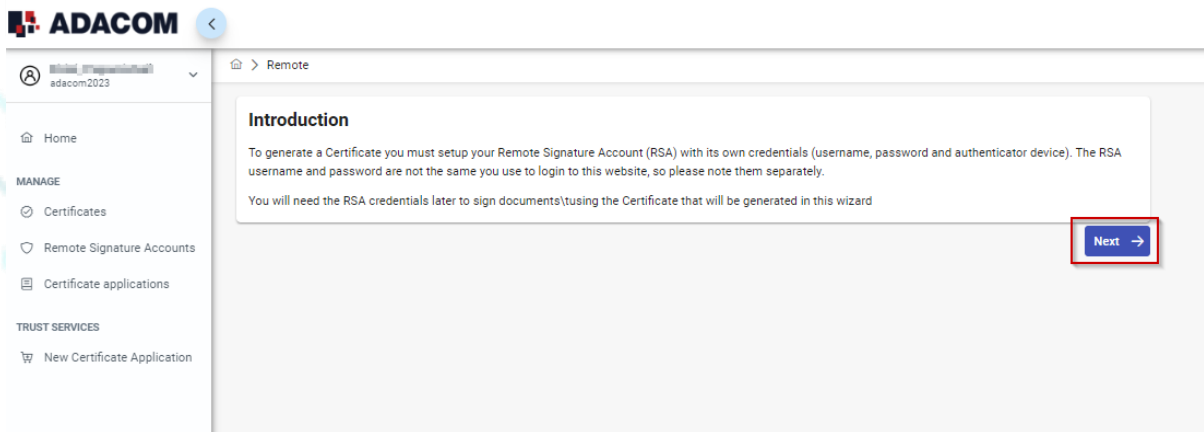 ADACOM
adacom2023
Remote
Home
MANAGE
Certificates
Remote Signature Accounts
Certificate applications
TRUST SERVICES
New Certificate Application
Introduction
To generate a Certificate you must setup your Remote Signature Account (RSA) with its own credentials (username, password and authenticator device). The RSA
username and password are not the same you use to login to this website, so please note them separately.
You will need the RSA credentials later to sign documents\tusing the Certificate that will be generated in this wizard
Next